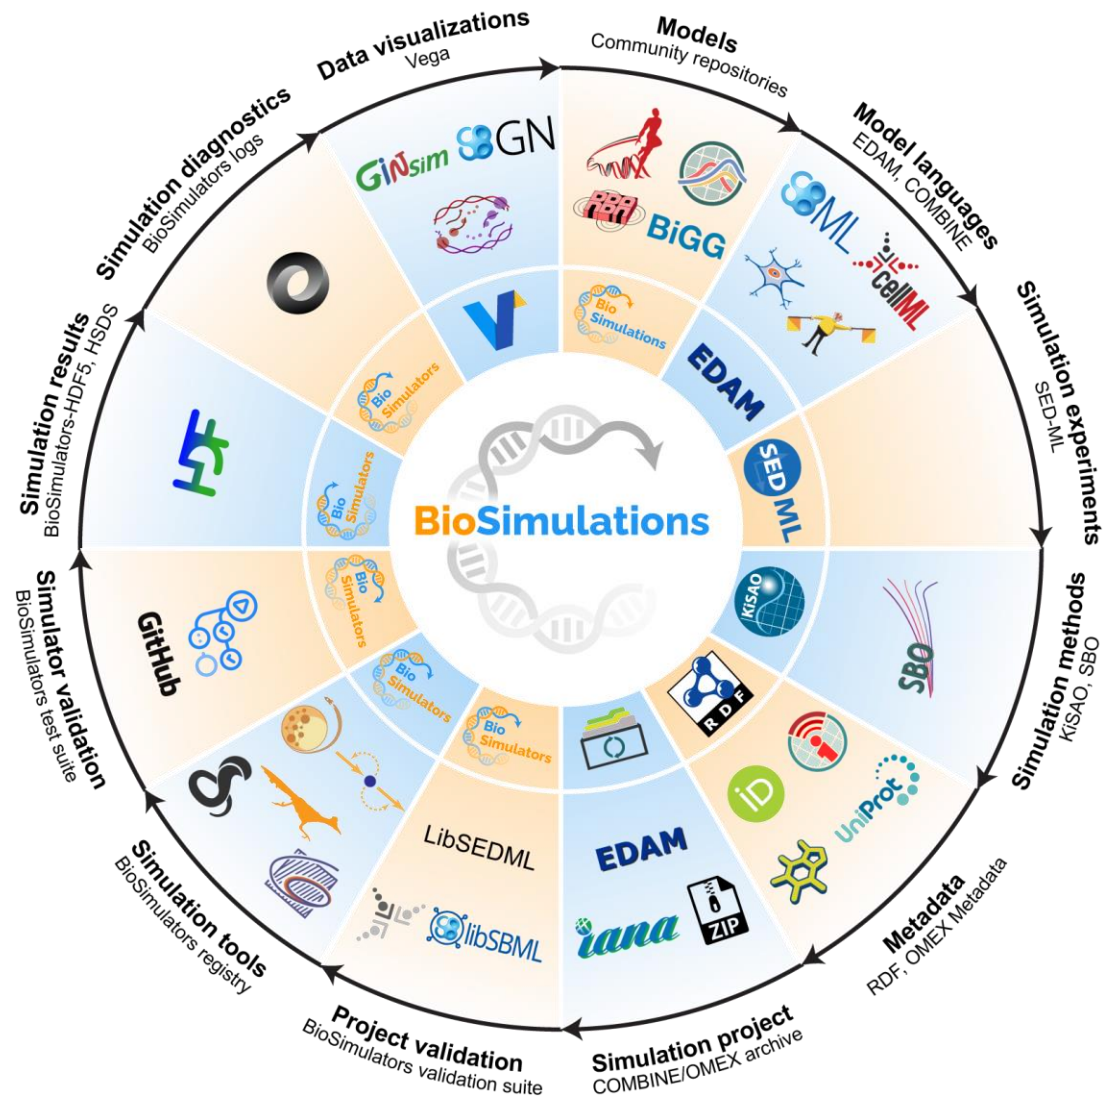 Data visualizations
Vega
Models
Community repositories
Model languages
EDAM, COMBINE
Simulation experiments
SED-ML
Simulation methods
KiSAO, SBO
Metadata
RDF, OMEX Metadata
Simulation project
COMBINE/OMEX archive
Project validation
BioSimulators validation suite
Simulation tools
BioSimulators registry
Simulator validation
BioSimulators test suite
Simulation results
BioSimulators-HDF5, HSDS
Simulation diagnostics
BioSimulators logs
GINsim
GN
RBA
BiGG
ML
cellML
SBO
UniProt
iD
EDAM
iana
ZIP
LibSEDML
libSBML
GitHub
HDF
V
Bio
Simulations
EDAM
SED
ML
KiSAO
RDF
Bio
Simulators
Bio
Simulators
Bio
Simulators
Bio
Simulators
Bio
Simulators
BioSimulations